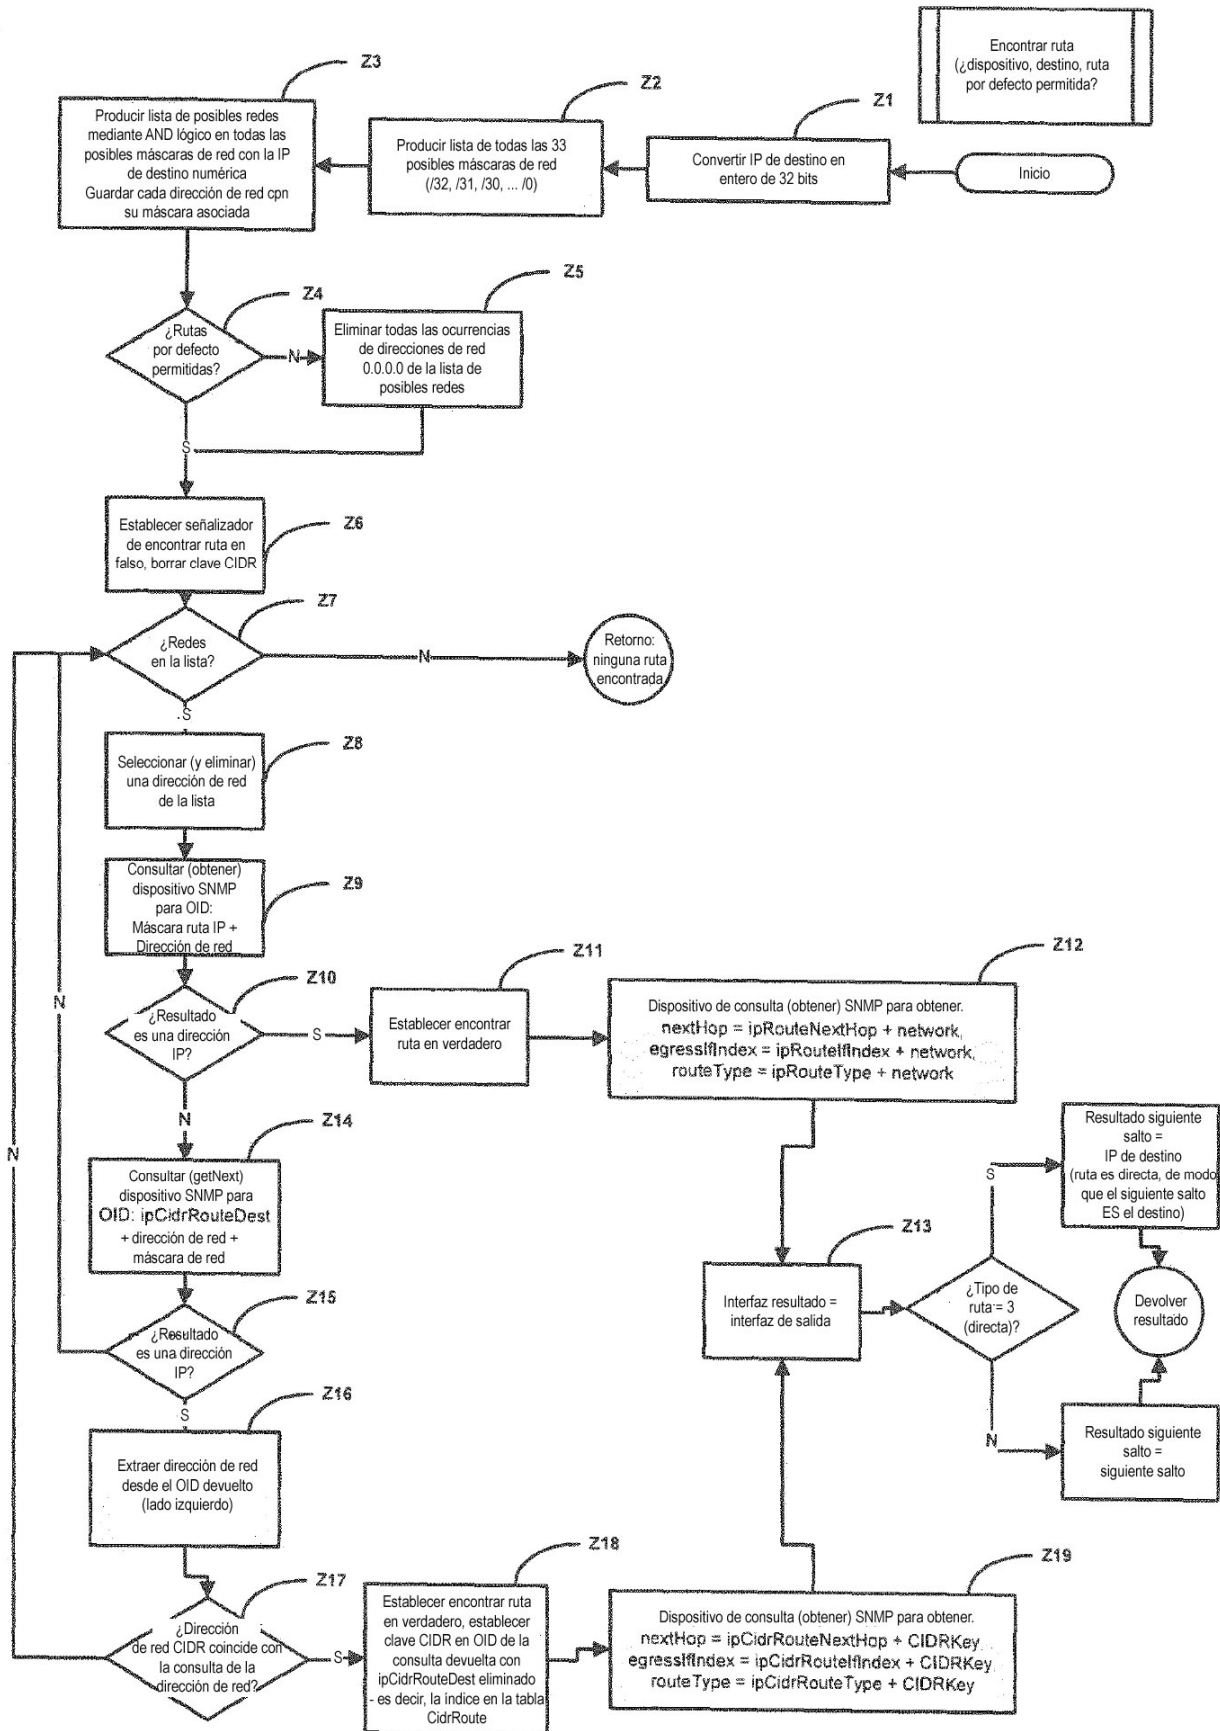 Encontrar ruta
(¿dispositivo, destino, ruta
por defecto permitida?
Inicio
Z1
Convertir IP de destino en
entero de 32 bits
Z2
Producir lista de todas las 33
posibles máscaras de red
(/32, /31, /30, ... /0)
Z3
Producir lista de posibles redes
mediante AND lógico en todas las
posibles máscaras de red con la IP
de destino numérica
Guardar cada dirección de red cpn
su máscara asociada
Z4
¿Rutas
por defecto
permitidas?
N
Z5
Eliminar todas las ocurrencias
de direcciones de red
0.0.0.0 de la lista de
posibles redes
S
Z6
Establecer señalizador
de encontrar ruta en
falso, borrar clave CIDR
Z7
¿Redes
en la lista?
N
Retorno:
ninguna ruta
encontrada
.S
Z8
Seleccionar (y eliminar)
una dirección de red
de la lista
Z9
Consultar (obtener)
dispositivo SNMP
para OID:
Máscara ruta IP +
Dirección de red
Z10
¿Resultado
es una dirección
IP?
S
Z11
Establecer encontrar
ruta en verdadero
Z12
Dispositivo de consulta (obtener) SNMP para obtener.
nextHop = ipRouteNextHop + network,
egressIfIndex = ipRouteIfIndex + network,
routeType = ipRouteType + network
N
N
N
Z14
Consultar (getNext)
dispositivo SNMP para
OID: ipCidrRouteDest
+ dirección de red +
máscara de red
Z13
Interfaz resultado =
interfaz de salida
¿Tipo de
ruta = 3
(directa)?
S
Resultado siguiente
salto =
IP de destino
(ruta es directa, de modo
que el siguiente salto
ES el destino)
Devolver
resultado
N
Resultado siguiente
salto =
siguiente salto
Z15
¿Resultado
es una dirección
IP?
S
Z16
Extraer dirección de red
desde el OID devuelto
(lado izquierdo)
Z17
¿Dirección
de red CIDR coincide con
la consulta de la
dirección de red?
S
Z18
Establecer encontrar ruta
en verdadero, establecer
clave CIDR en OID de la
consulta devuelta con
ipCidrRouteDest eliminado
- es decir, la indice en la tabla
CidrRoute
Z19
Dispositivo de consulta (obtener) SNMP para obtener.
nextHop = ipCidrRouteNextHop + CIDRKey,
egressIfIndex = ipCidrRouteIfIndex + CIDRKey
routeType = ipCidrRouteType + CIDRKey